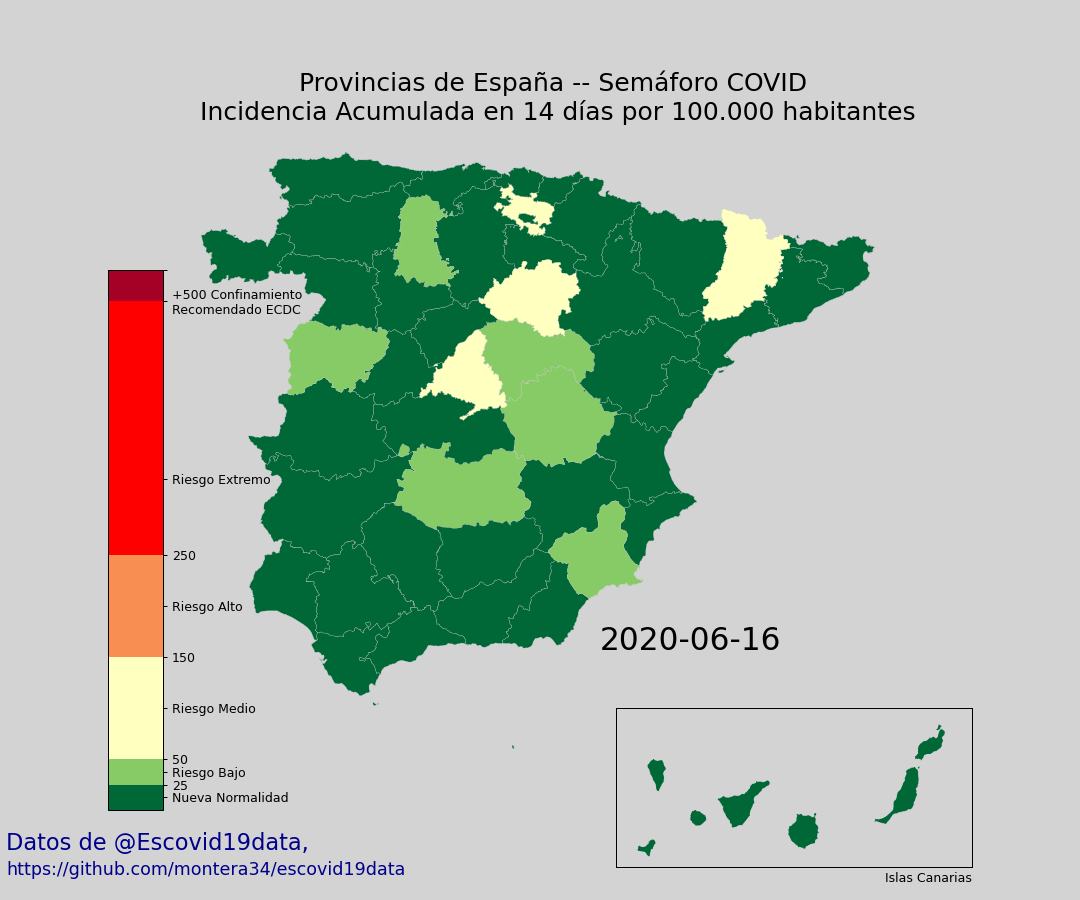 Provincias de España -- Semáforo COVID
Incidencia Acumulada en 14 días por 100.000 habitantes
+500 Confinamiento
Recomendado ECDC
Riesgo Extremo
250
Riesgo Alto
150
Riesgo Medio
50
Riesgo Bajo
25
Nueva Normalidad
2020-06-16
Islas Canarias
Datos de @Escovid19data,
https://github.com/montera34/escovid19data